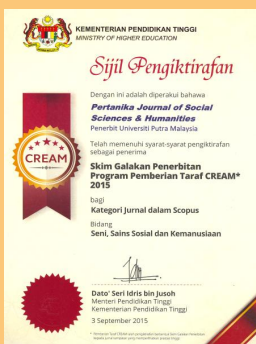 KEMENTERIAN PENDIDIKAN TINGGI
MINISTRY OF HIGHER EDUCATION
Sijil Pengiktirafan
Dengan ini adalah diperakui bahawa
Pertanika Journal of Social
Sciences & Humanities
Penerbit Universiti Putra Malaysia
Telah memenuhi syarat-syarat pengiktirafan
sebagai penerima
CREAM
Skim Galakan Penerbitan
Program Pemberian Taraf CREAM*
2015
bagi
Kategori Jurnal dalam Scopus
Bidang
Seni, Sains Sosial dan Kemanusiaan
Dato' Seri Idris bin Jusoh
Menteri Pendidikan Tinggi
Kementerian Pendidikan Tinggi
3 September 2015